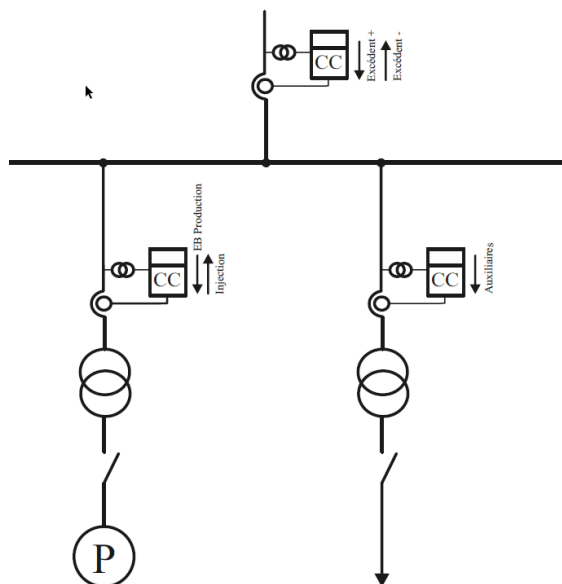 CC
Excédent +
Excédent -
CC
EB Production
Injection
CC
Auxiliaires
P